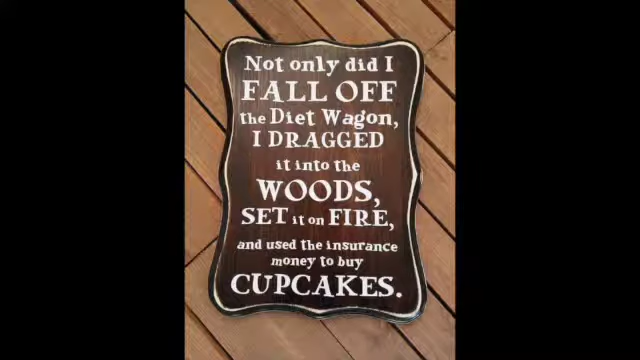 Not only did I
FALL OFF
the Diet Wagon,
I DRAGGED
it into the
WOODS,
SET it on FIRE,
and used the insurance
money to buy
CUPCAKES.